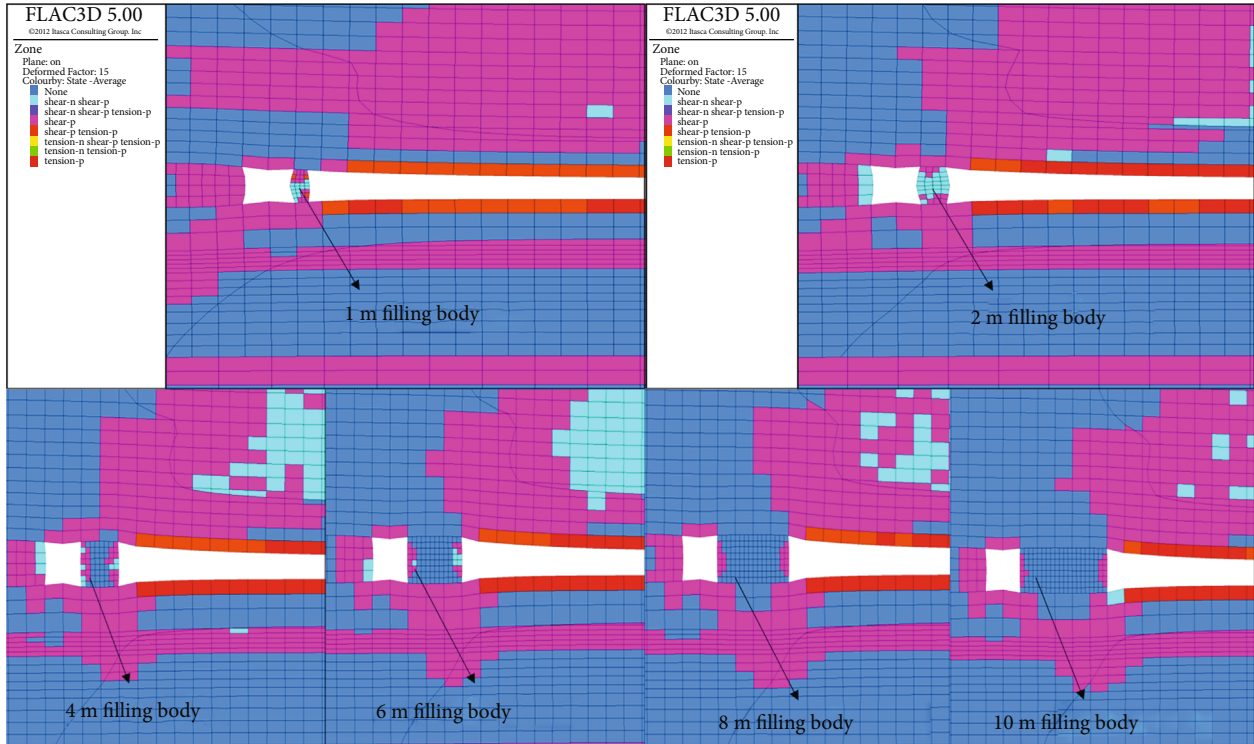 FLAC3D 5.00
©2012 Itasca Consulting Group. Inc
Zone
Plane: on
Deformed Factor: 15
Colourby: State -Average
None
shear-n shear-p
shear-n shear-p tension-p
shear-p
shear-p tension-p
tension-n shear-p tension-p
tension-n tension-p
tension-p
1 m filling body
FLAC3D 5.00
©2012 Itasca Consulting Group. Inc
Zone
Plane: on
Deformed Factor: 15
Colourby: State -Average
None
shear-n shear-p
shear-n shear-p tension-p
shear-p
shear-p tension-p
tension-n shear-p tension-p
tension-n tension-p
tension-p
2 m filling body
4 m filling body
6 m filling body
8 m filling body
10 m filling body